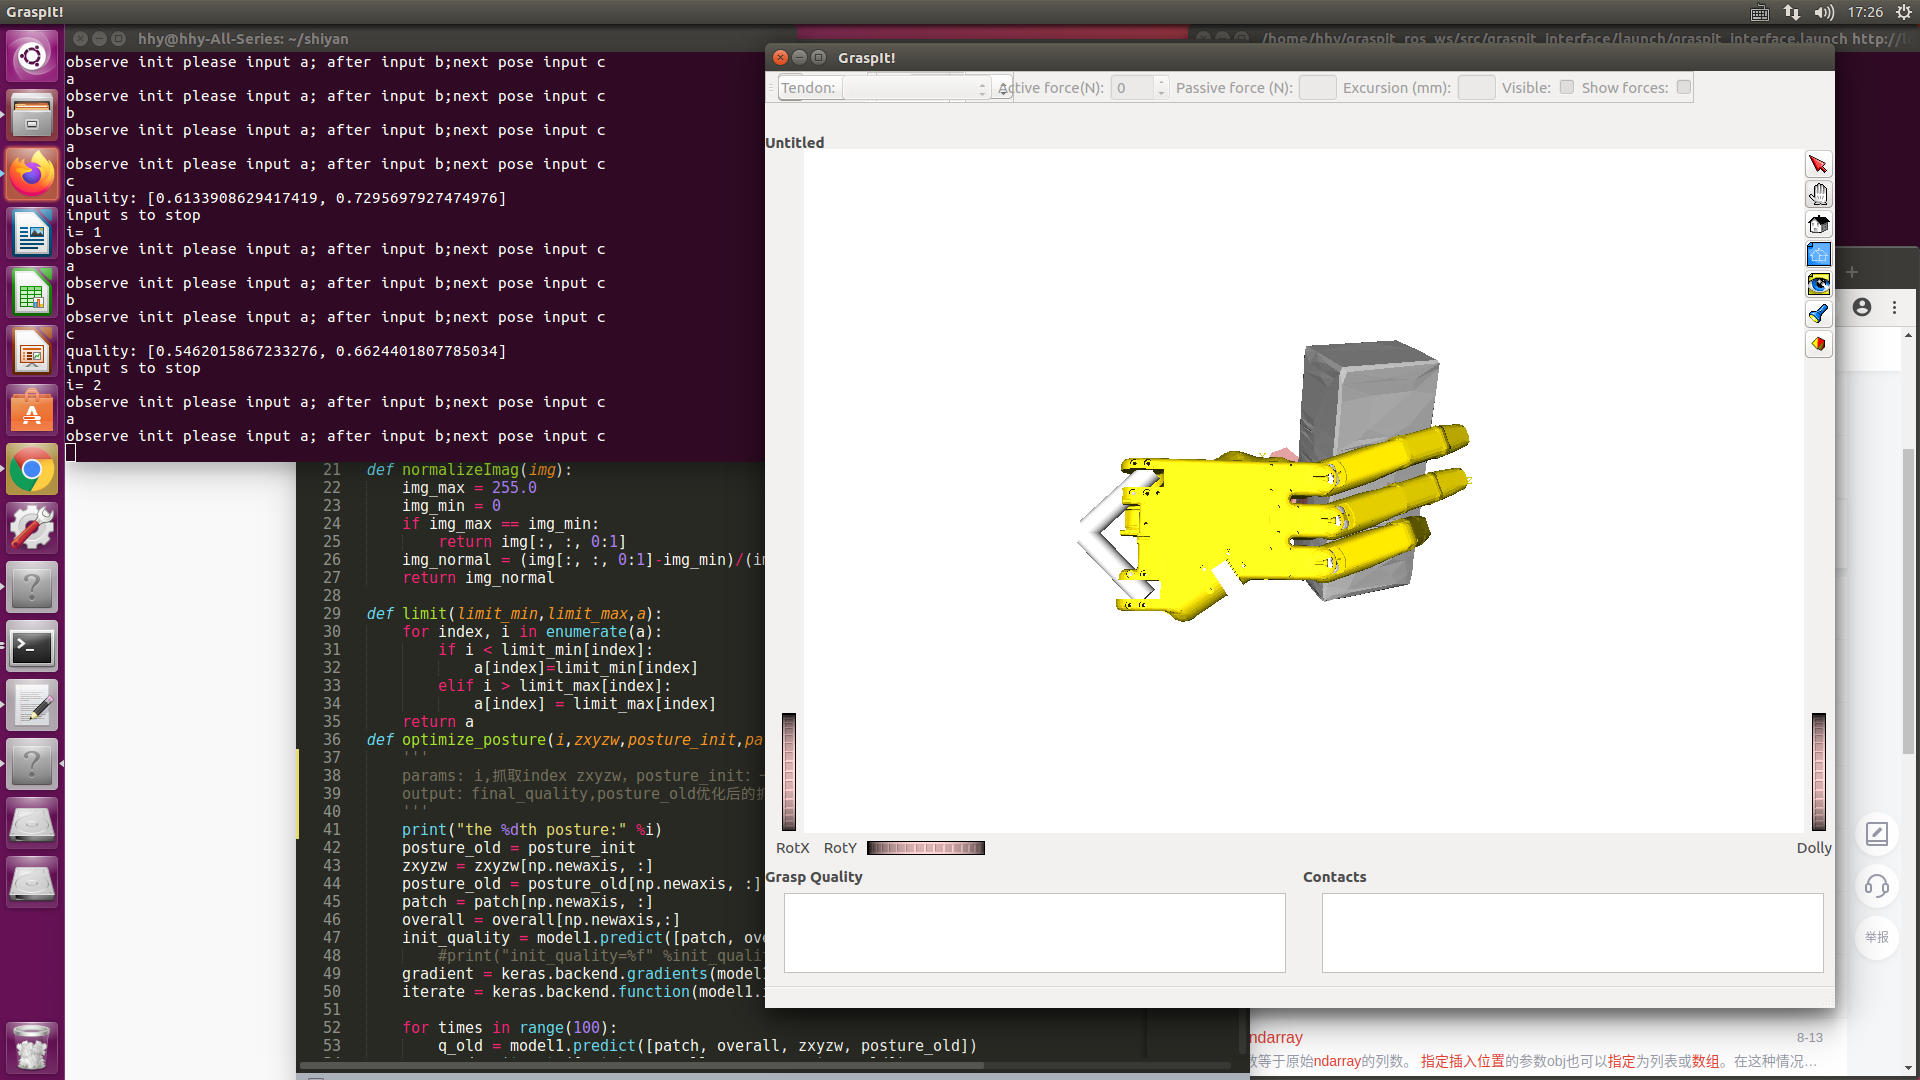 GraspIt!
17:26
hhy@hhy-All-Series: ~/shiyan
/home/hhy/graspit_ros_ws/src/graspit_interface/launch/graspit_interface.launch http://l
observe init please input a; after input b;next pose input c
a
observe init please input a; after input b;next pose input c
b
observe init please input a; after input b;next pose input c
a
observe init please input a; after input b;next pose input c
c
quality: [0.6133908629417419, 0.7295697927474976]
input s to stop
i= 1
observe init please input a; after input b;next pose input c
a
observe init please input a; after input b;next pose input c
b
observe init please input a; after input b;next pose input c
c
quality: [0.5462015867233276, 0.6624401807785034]
input s to stop
i= 2
observe init please input a; after input b;next pose input c
a
observe init please input a; after input b;next pose input c
21 def normalizeImag(img):
22 img_max = 255.0
23 img_min = 0
24 if img_max == img_min:
25 return img[:, :, 0:1]
26 img_normal = (img[:, :, 0:1]-img_min)/(i
27 return img_normal
28
29 def limit(limit_min,limit_max,a):
30 for index, i in enumerate(a):
31 if i < limit_min[index]:
32 a[index]=limit_min[index]
33 elif i > limit_max[index]:
34 a[index] = limit_max[index]
35 return a
36 def optimize_posture(i,zxyzw,posture_init,pa
37 '''
38 params: i,抓取index zxyzw, posture_init: 
39 output: final_quality,posture_old优化后的
40 '''
41 print("the %dth posture:" %i)
42 posture_old = posture_init
43 zxyzw = zxyzw[np.newaxis, :]
44 posture_old = posture_old[np.newaxis, :]
45 patch = patch[np.newaxis, :]
46 overall = overall[np.newaxis,:]
47 init_quality = model1.predict([patch, ove
48 #print("init_quality=%f" %init_quali
49 gradient = keras.backend.gradients(model1
50 iterate = keras.backend.function(model1.i
51
52 for times in range(100):
53 q_old = model1.predict([patch, overall, zxyzw, posture_old])
GraspIt!
Tendon:
Active force(N): 0 Passive force (N): Excursion (mm): Visible: Show forces:
Untitled
RotX RotY
Dolly
Grasp Quality
Contacts
举报
ndarray
8-13
数等于原始ndarray的列数。 指定插入位置的参数obj也可以指定为列表或数组。在这种情况…